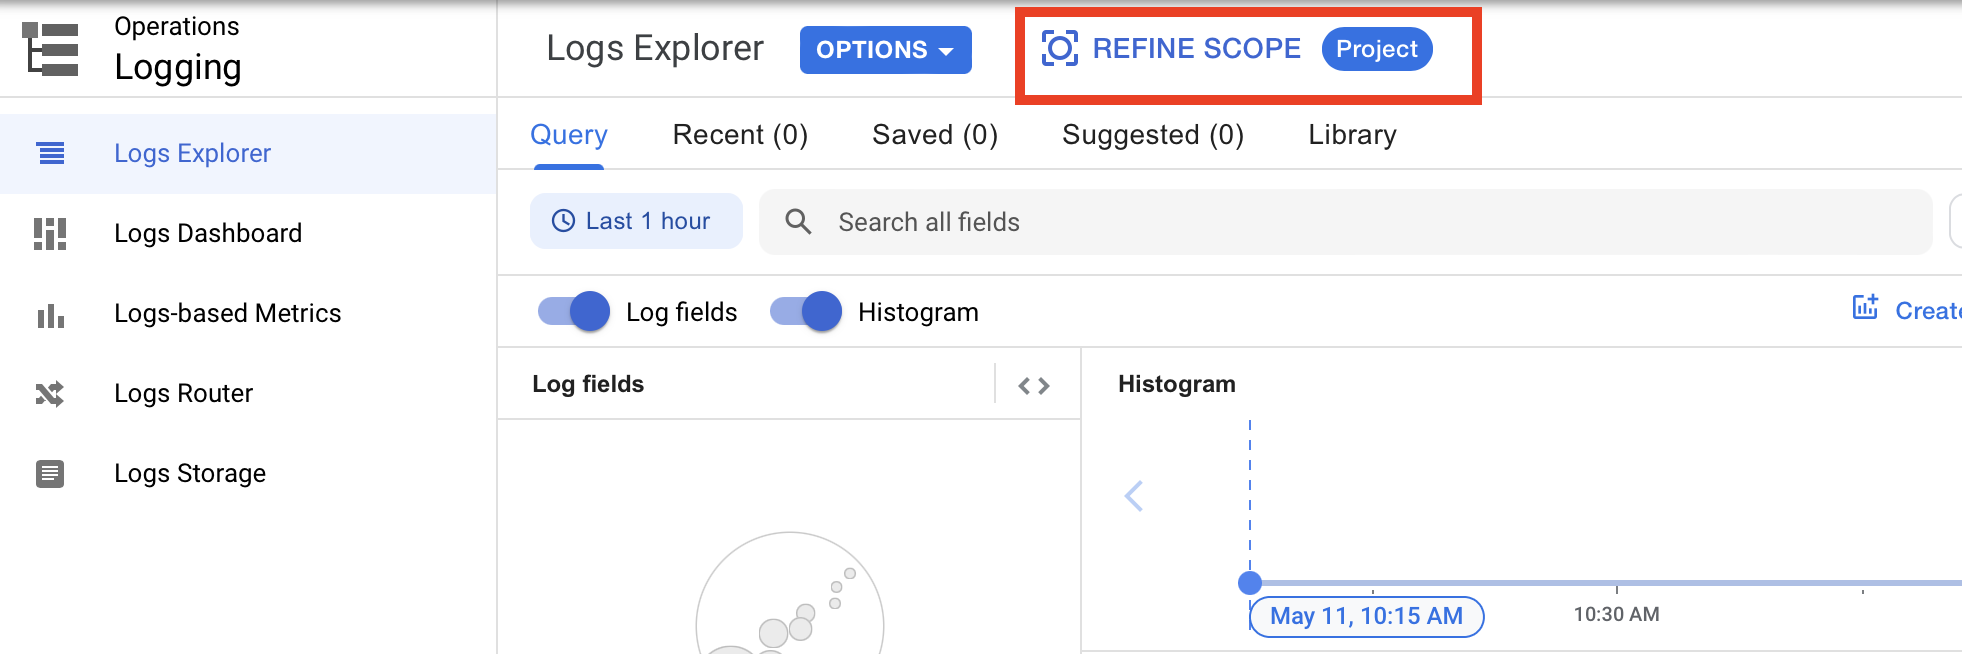 Operations
Logging
Logs Explorer
OPTIONS
REFINE SCOPE
Project
Logs Explorer
Logs Dashboard
Logs-based Metrics
Logs Router
Logs Storage
Query
Recent (0)
Saved (0)
Suggested (0)
Library
Last 1 hour
Search all fields
Log fields
Histogram
Create
Log fields
Histogram
May 11, 10:15 AM
10:30 AM